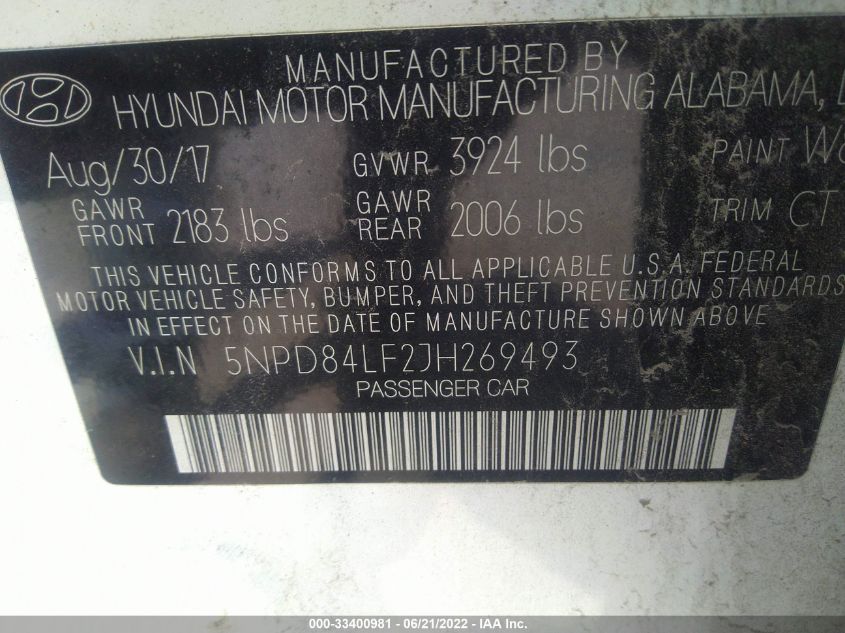 MANUFACTURED BY
HYUNDAI MOTOR MANUFACTURING ALABAMA,
Aug/30/17 GVWR 3924 lbs PAINT
GAWR FRONT 2183 lbs GAWR REAR 2006 lbs TRIM CT
THIS VEHICLE CONFORMS TO ALL APPLICABLE U.S.A. FEDERAL
MOTOR VEHICLE SAFETY, BUMPER, AND THEFT PREVENTION STANDARDS
IN EFFECT ON THE DATE OF MANUFACTURE SHOWN ABOVE
V.I.N 5NPD84LF2JH269493
PASSENGER CAR
000-33400981 - 06/21/2022 - IAA Inc.